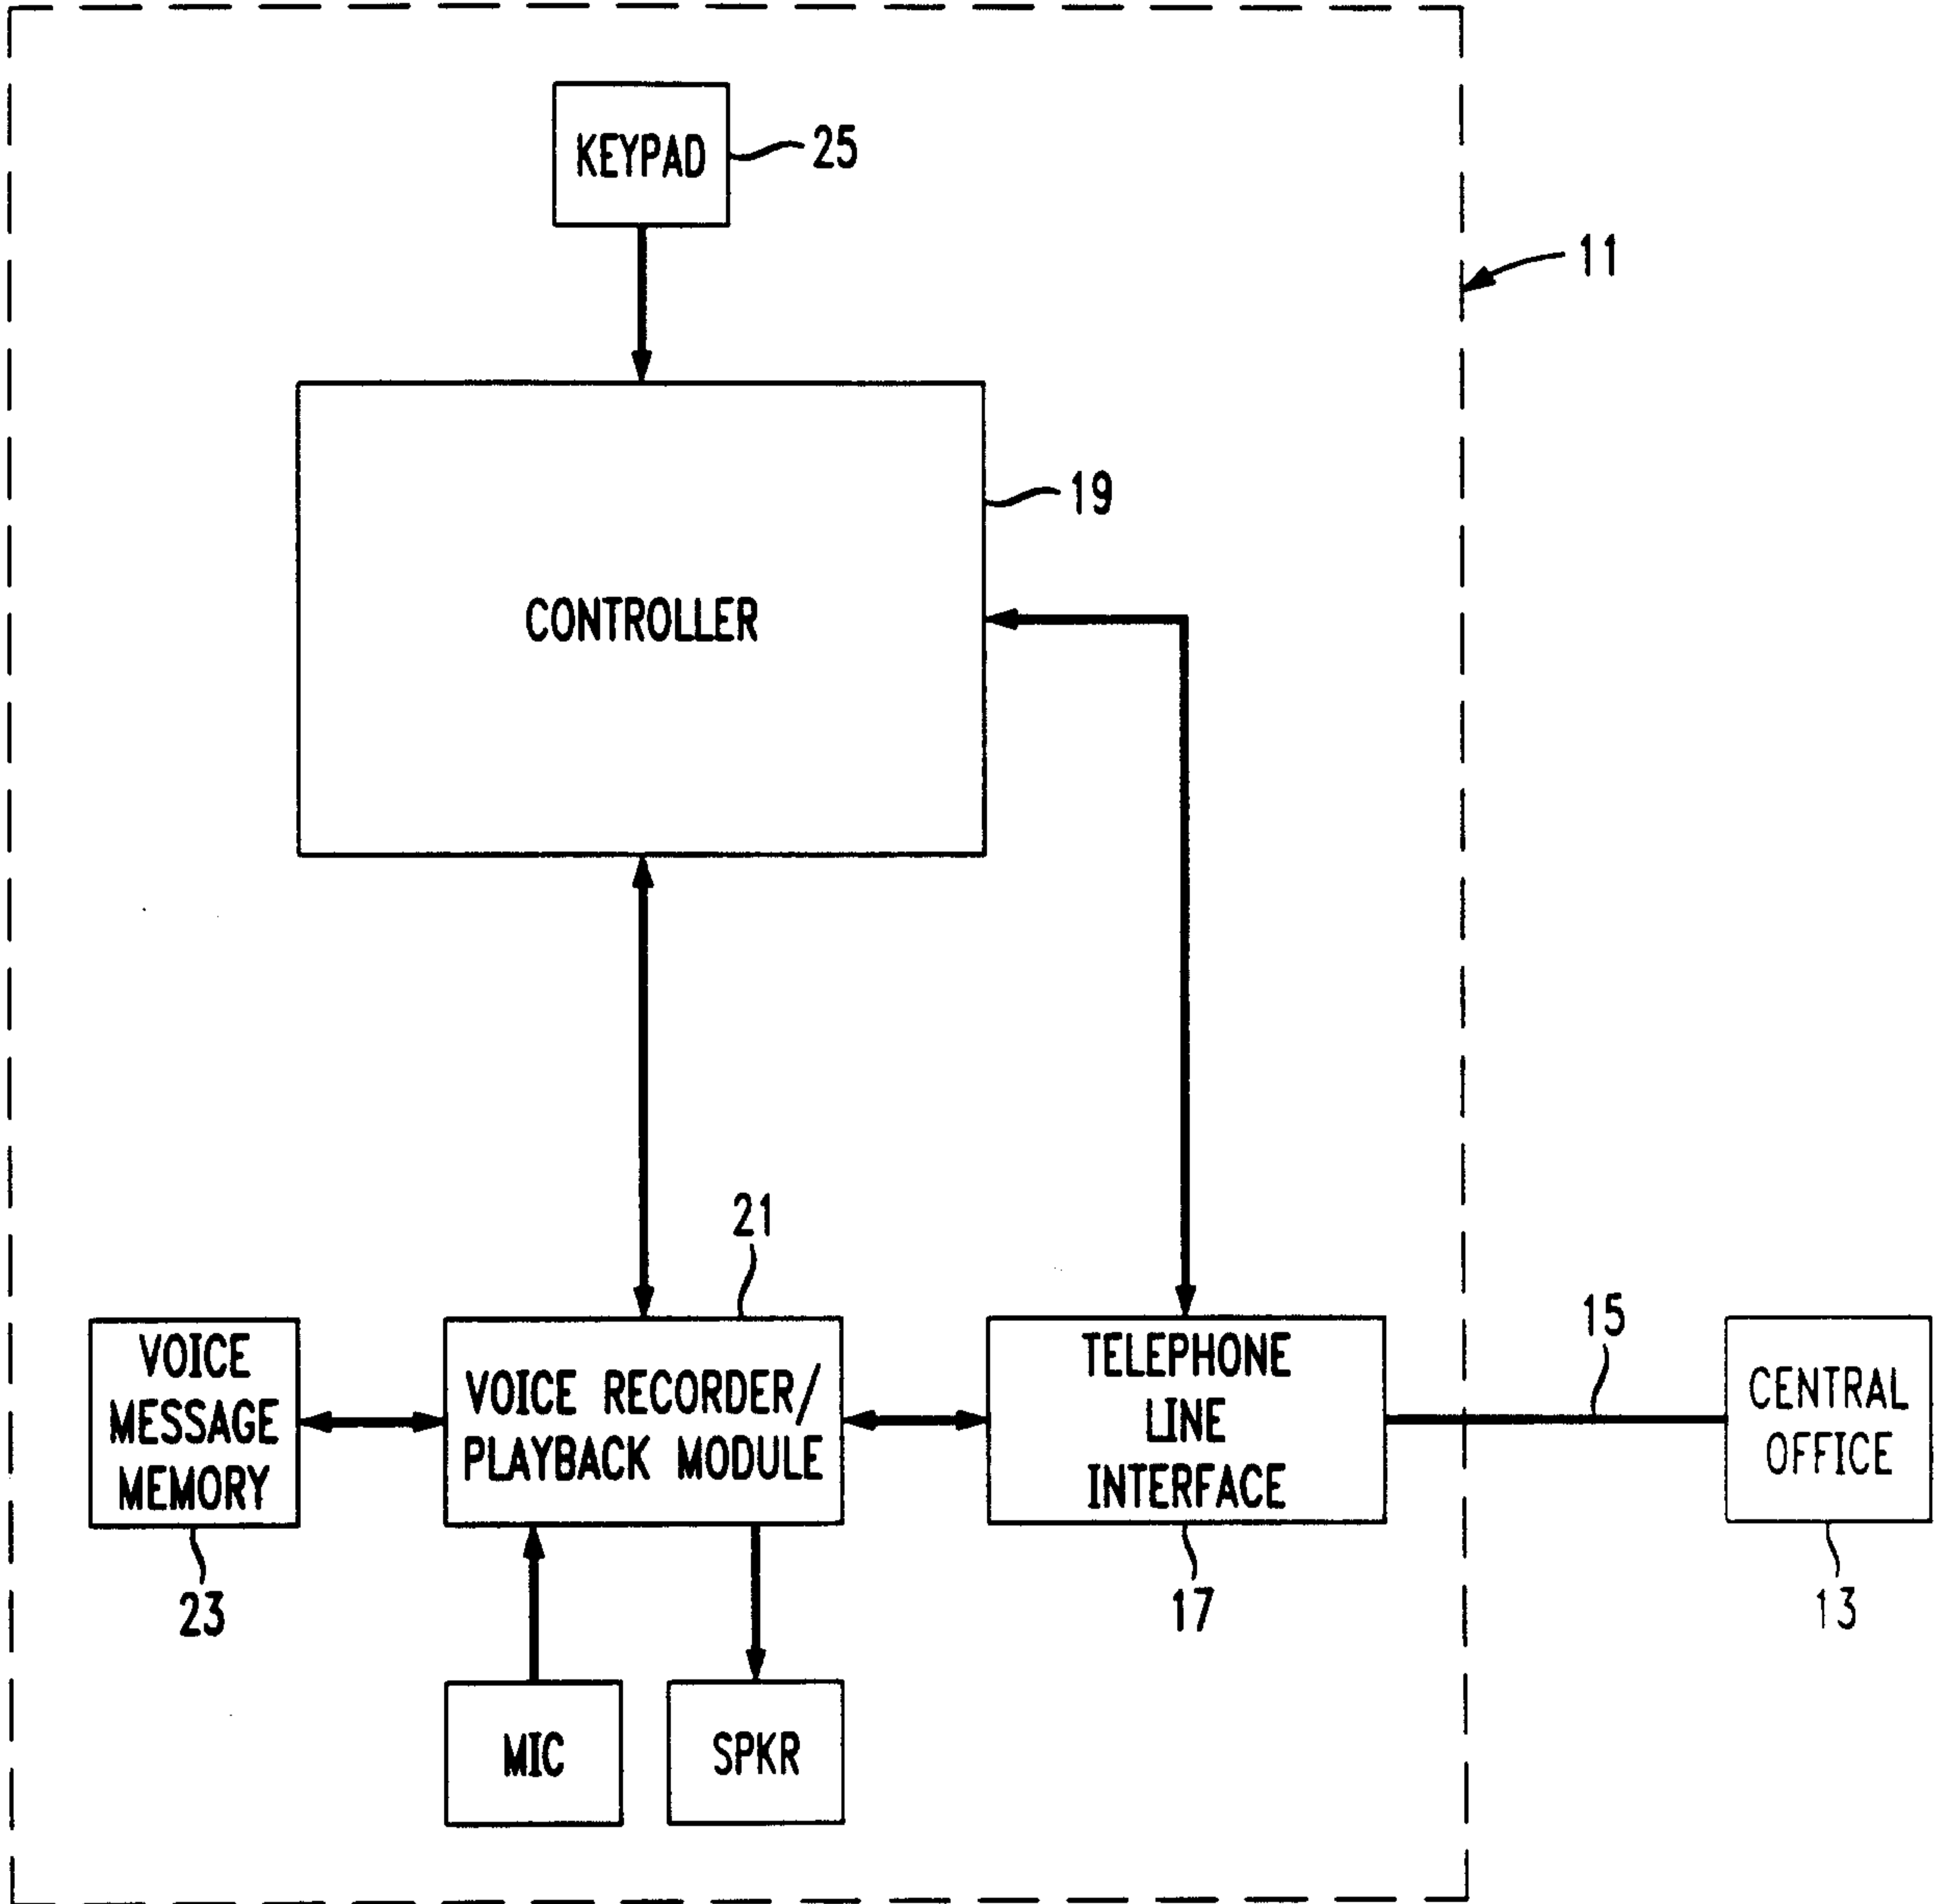 KEYPAD
25
11
19
CONTROLLER
21
15
VOICE
MESSAGE
MEMORY
VOICE RECORDER/
PLAYBACK MODULE
TELEPHONE
LINE
INTERFACE
CENTRAL
OFFICE
23
17
13
MIC
SPKR